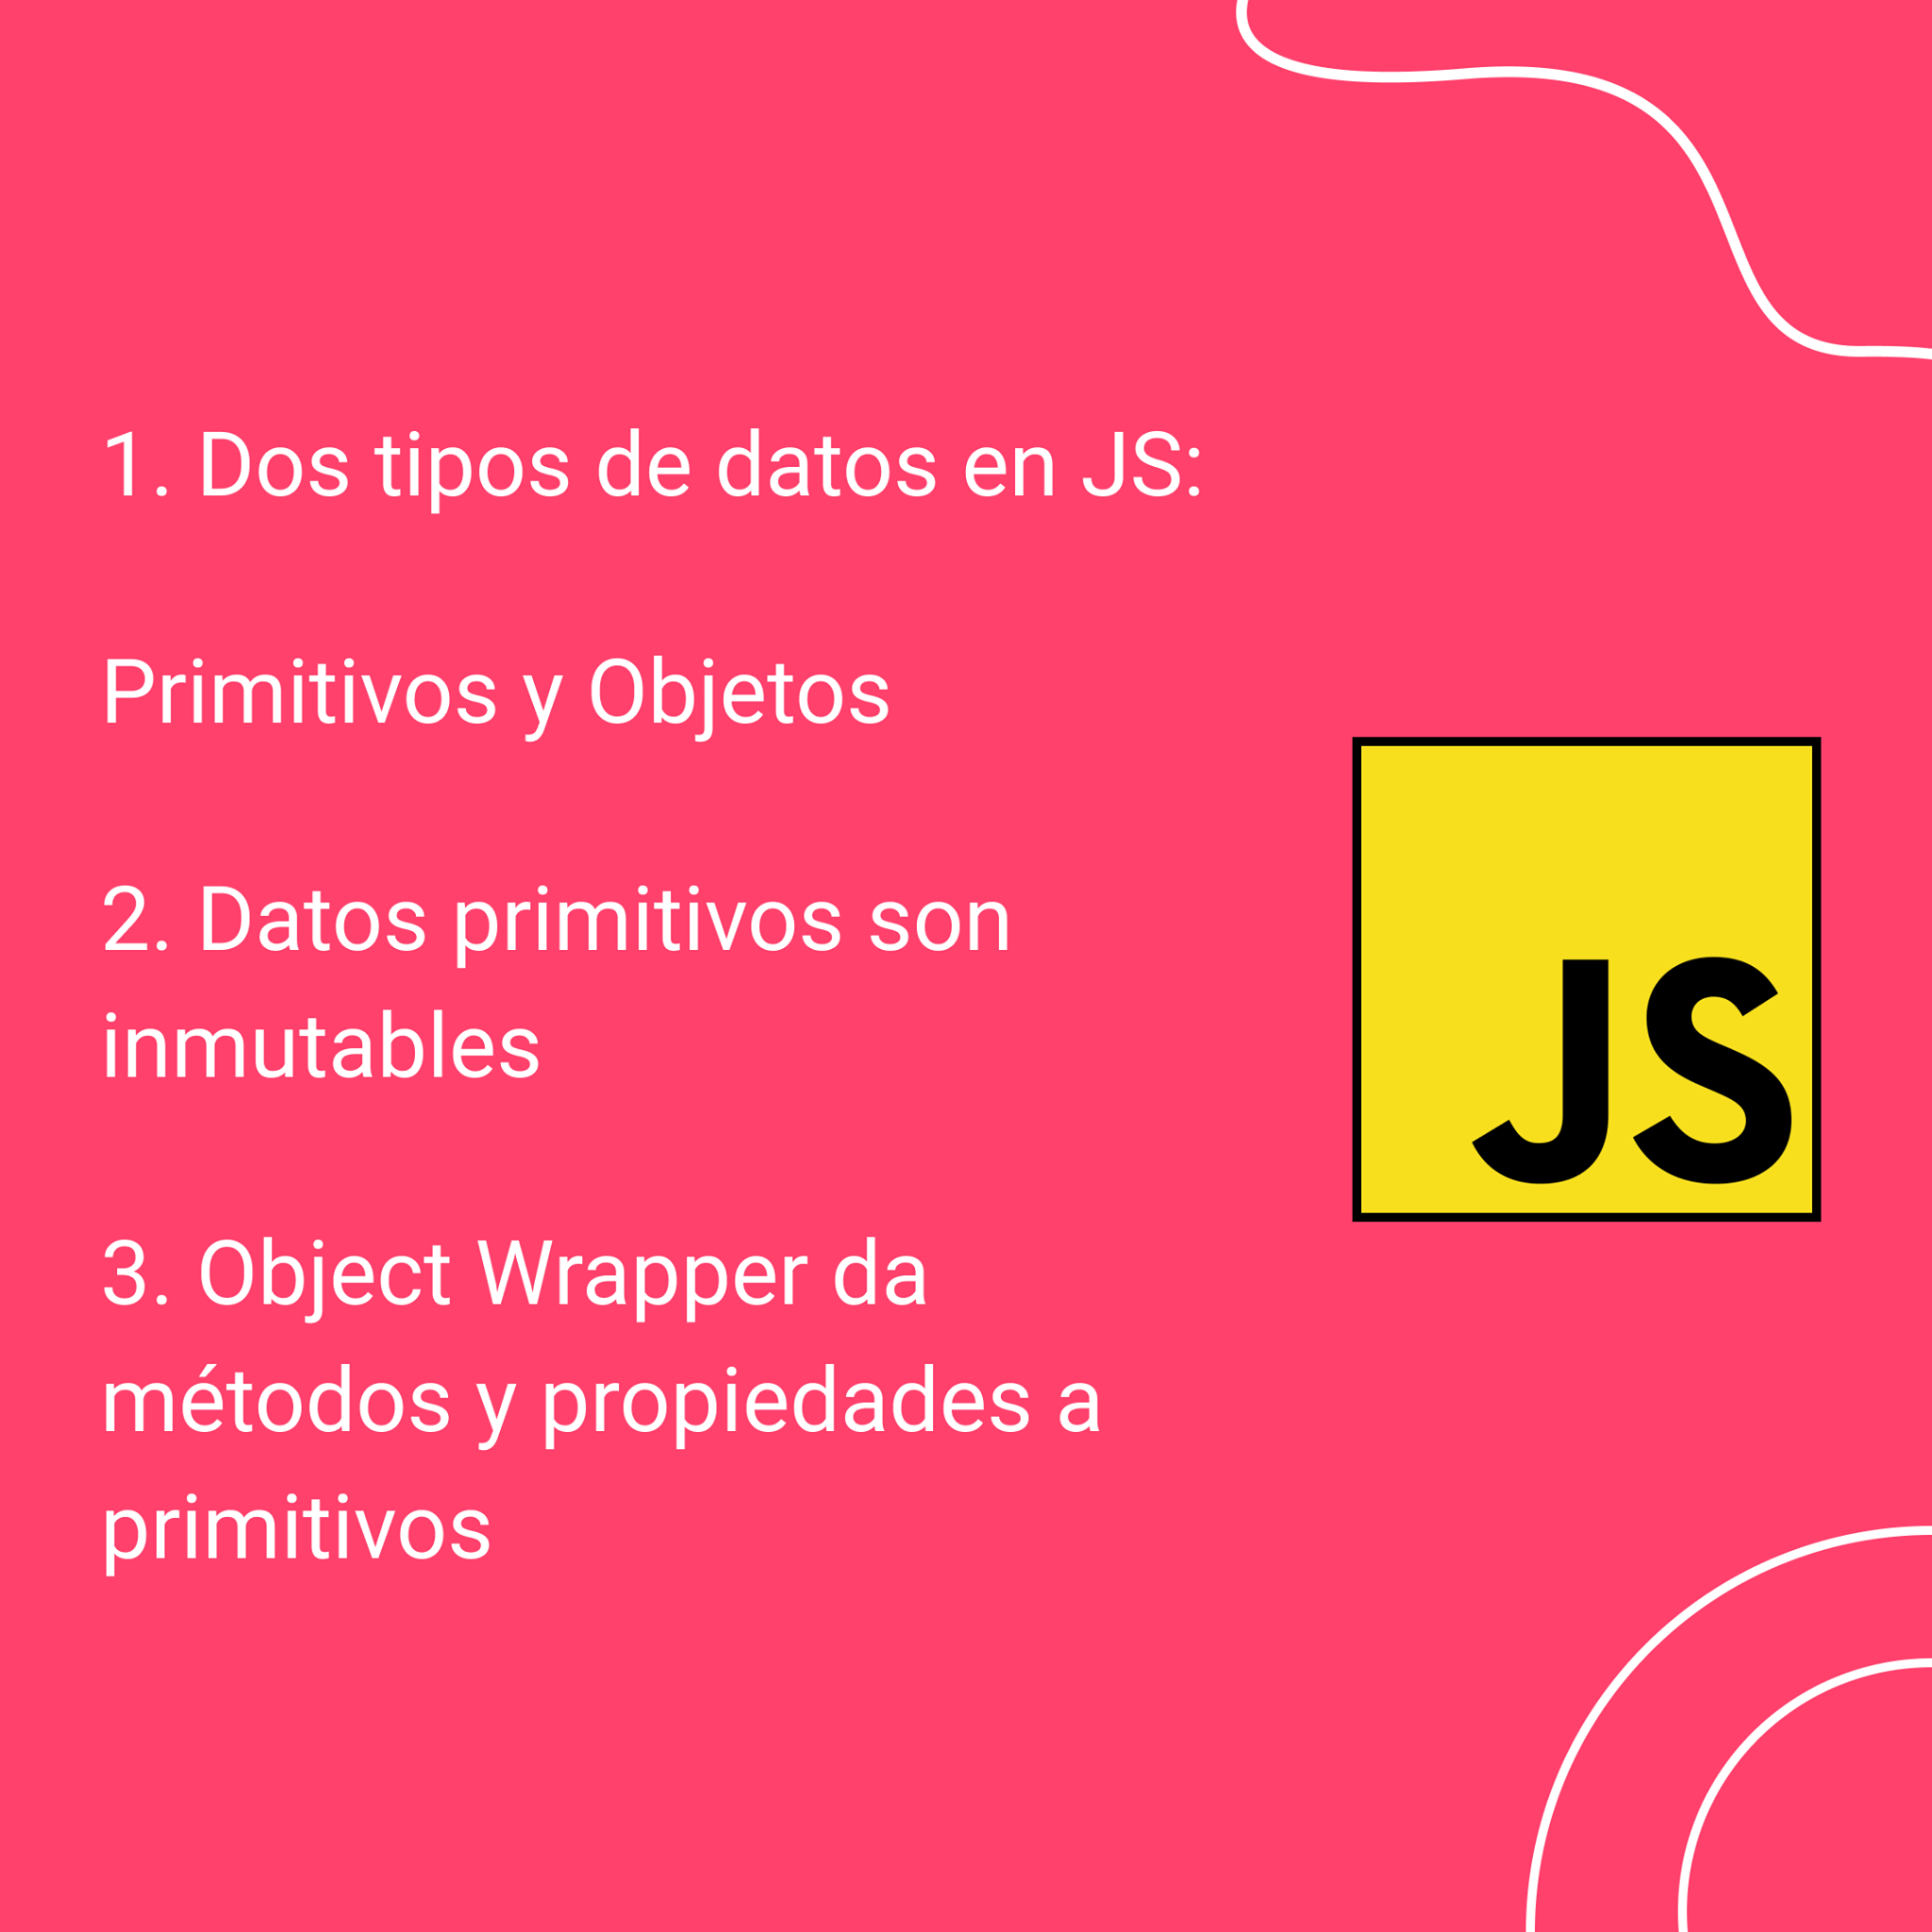 1. Dos tipos de datos en JS:
Primitivos y Objetos
2. Datos primitivos son
inmutables
3. Object Wrapper da
métodos y propiedades a
primitivos
JS